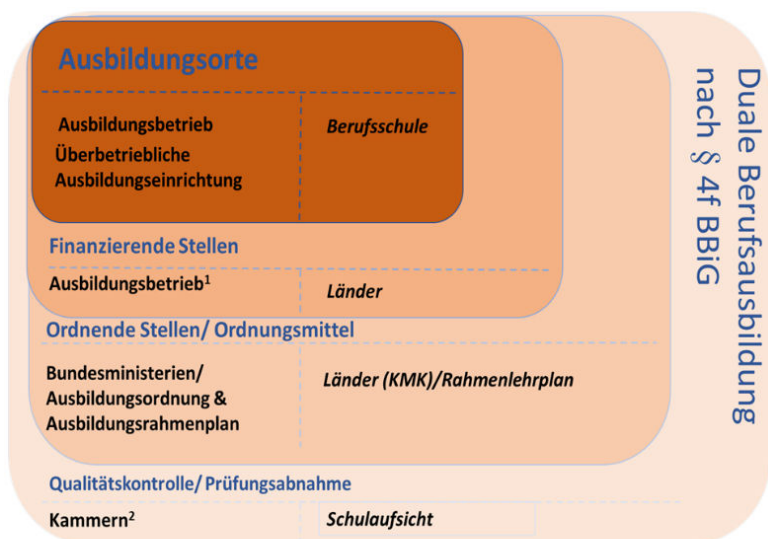 Ausbildungsorte
Ausbildungsbetrieb
Überbetriebliche
Ausbildungseinrichtung
Berufsschule
Finanzierende Stellen
Ausbildungsbetrieb¹
Länder
Ordnende Stellen/ Ordnungsmittel
Bundesministerien/
Ausbildungsordnung &
Ausbildungsrahmenplan
Länder (KMK)/Rahmenlehrplan
Qualitätskontrolle/ Prüfungsabnahme
Kammern²
Schulaufsicht
Duale Berufsausbildung
nach § 4f BBiG